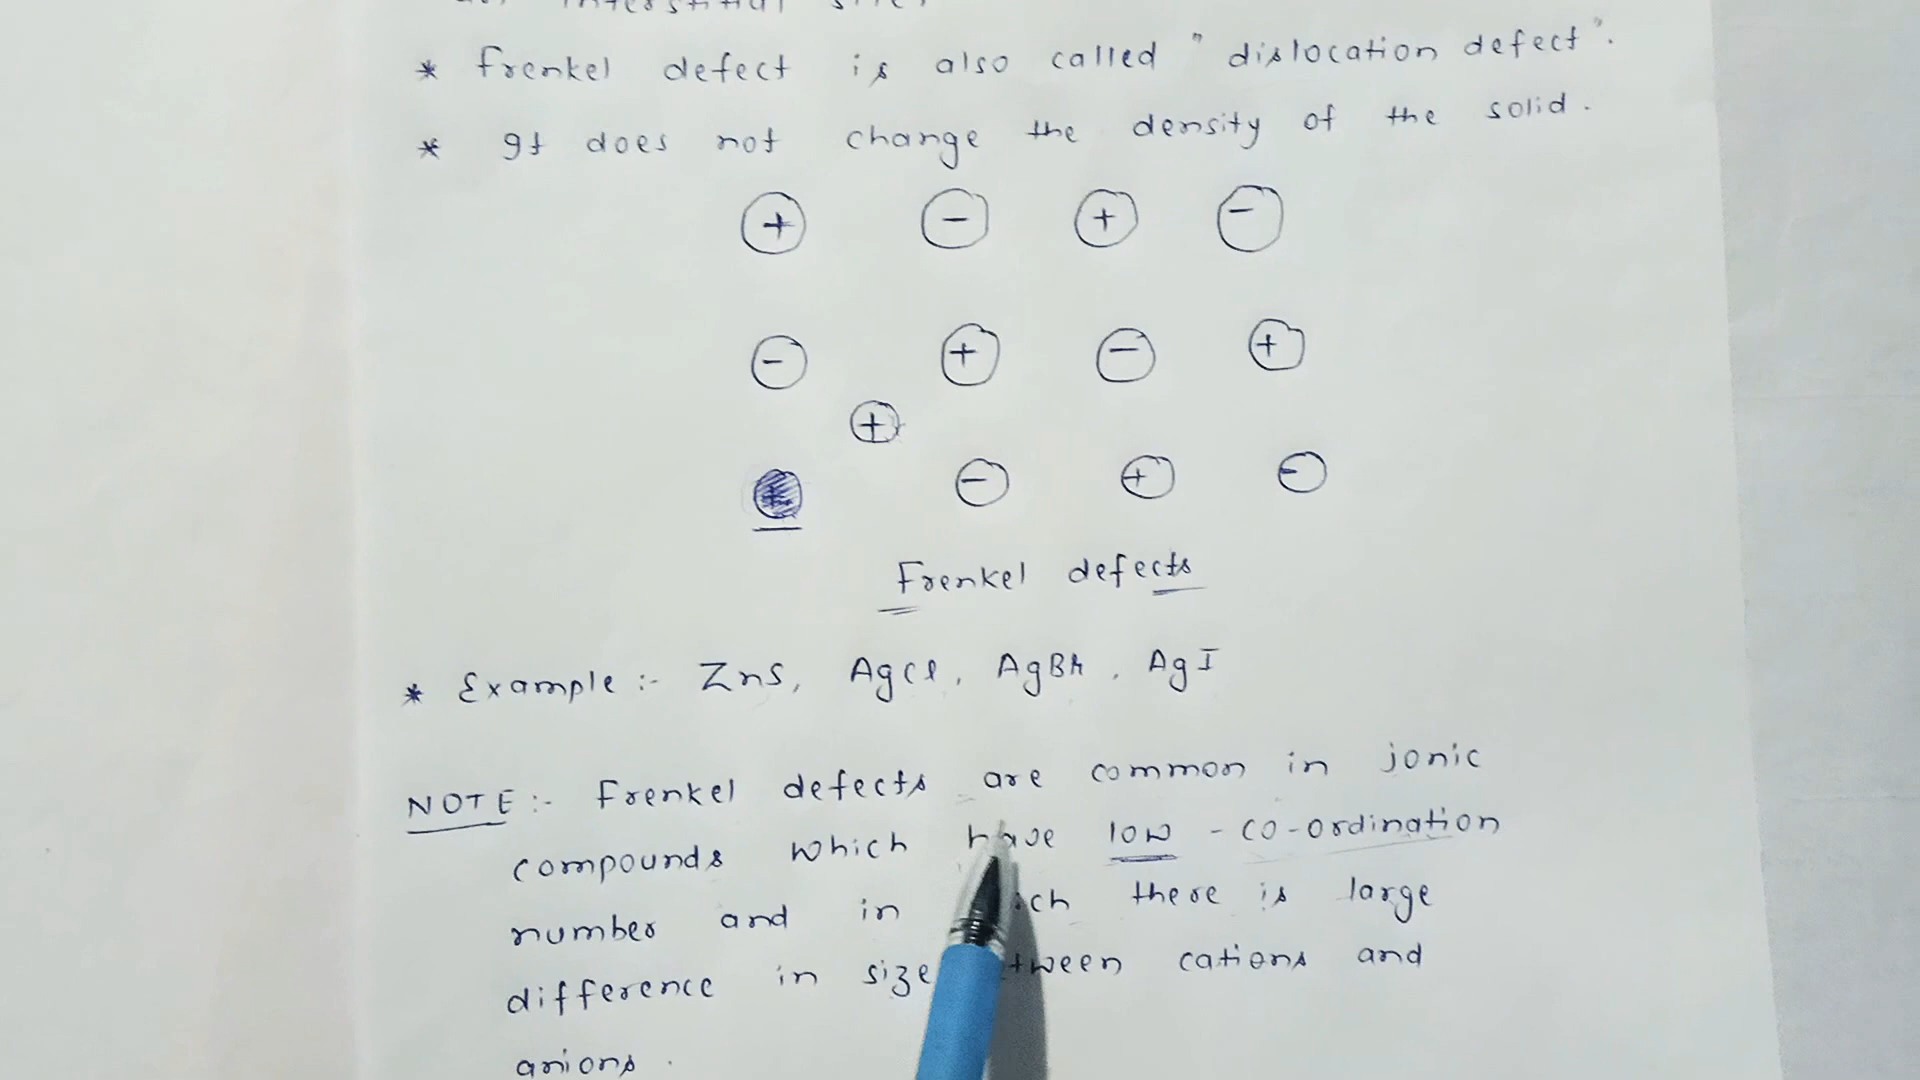 * Frenkel defect is also called "dislocation defect".
* It does not change the density of the solid.
+ - + -
- + - +
+
+ - + -
Frenkel defects
* Example :- ZnS, AgCl, AgBr, AgI
NOTE :- Frenkel defects are common in ionic
compounds which have low - co-ordination
number and in there is large
difference in size cations and
anions.